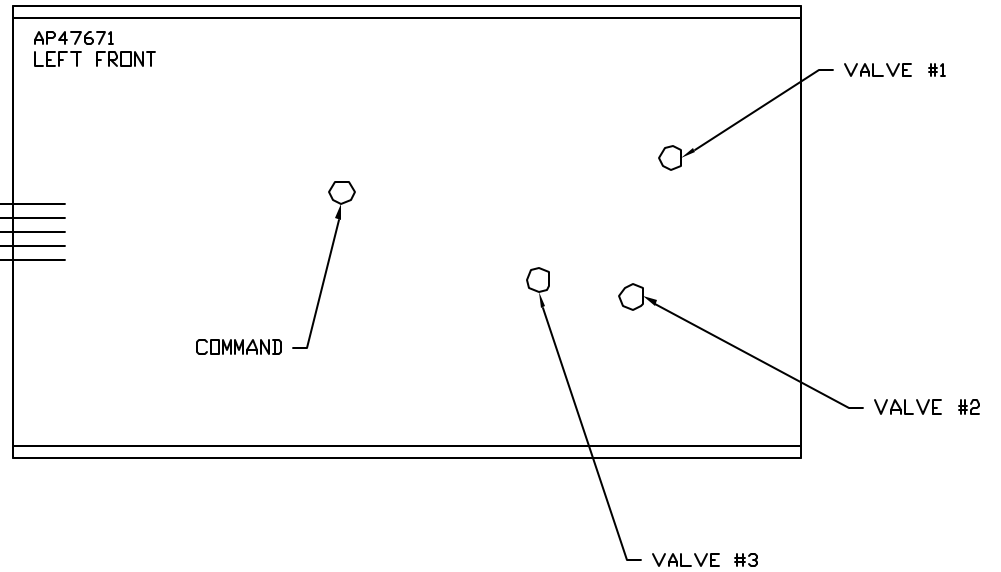 AP47671
LEFT FRONT
VALVE #1
COMMAND
VALVE #2
VALVE #3